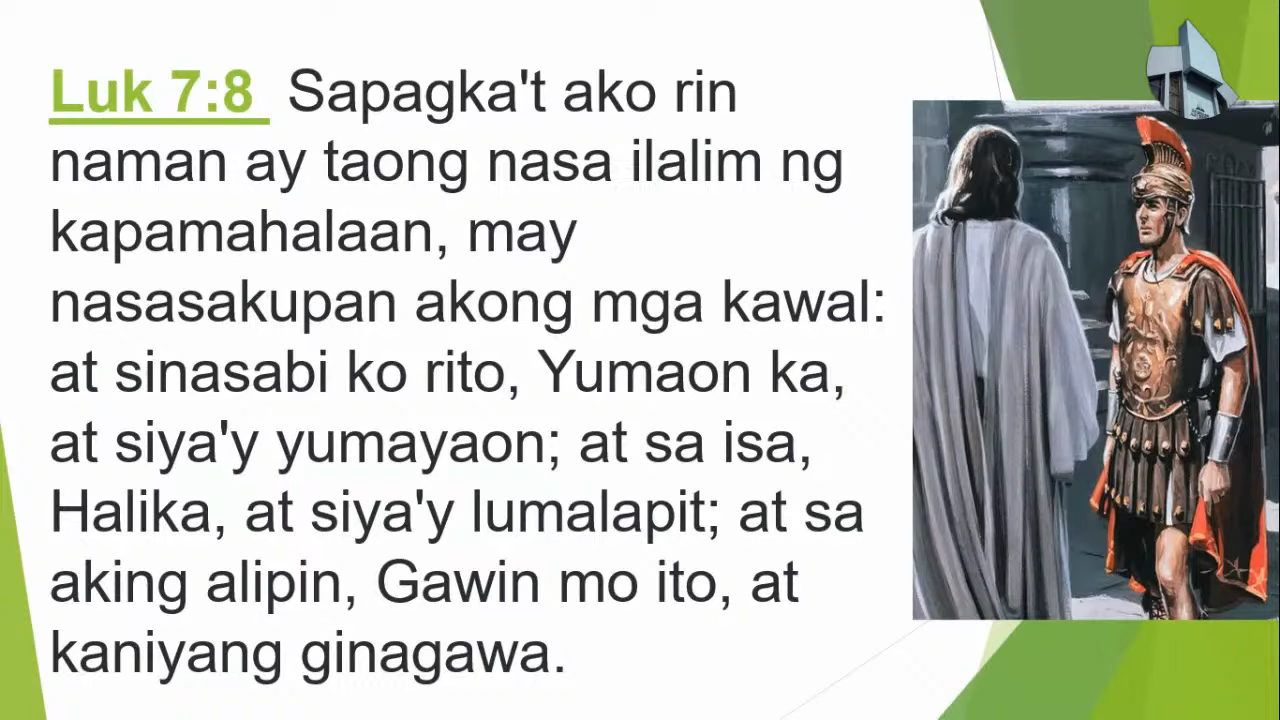 Luk 7:8 Sapagka't ako rin
naman ay taong nasa ilalim ng
kapamahalaan, may
nasasakupan akong mga kawal:
at sinasabi ko rito, Yumaon ka,
at siya'y yumayaon; at sa isa,
Halika, at siya'y lumalapit; at sa
aking alipin, Gawin mo ito, at
kaniyang ginagawa.